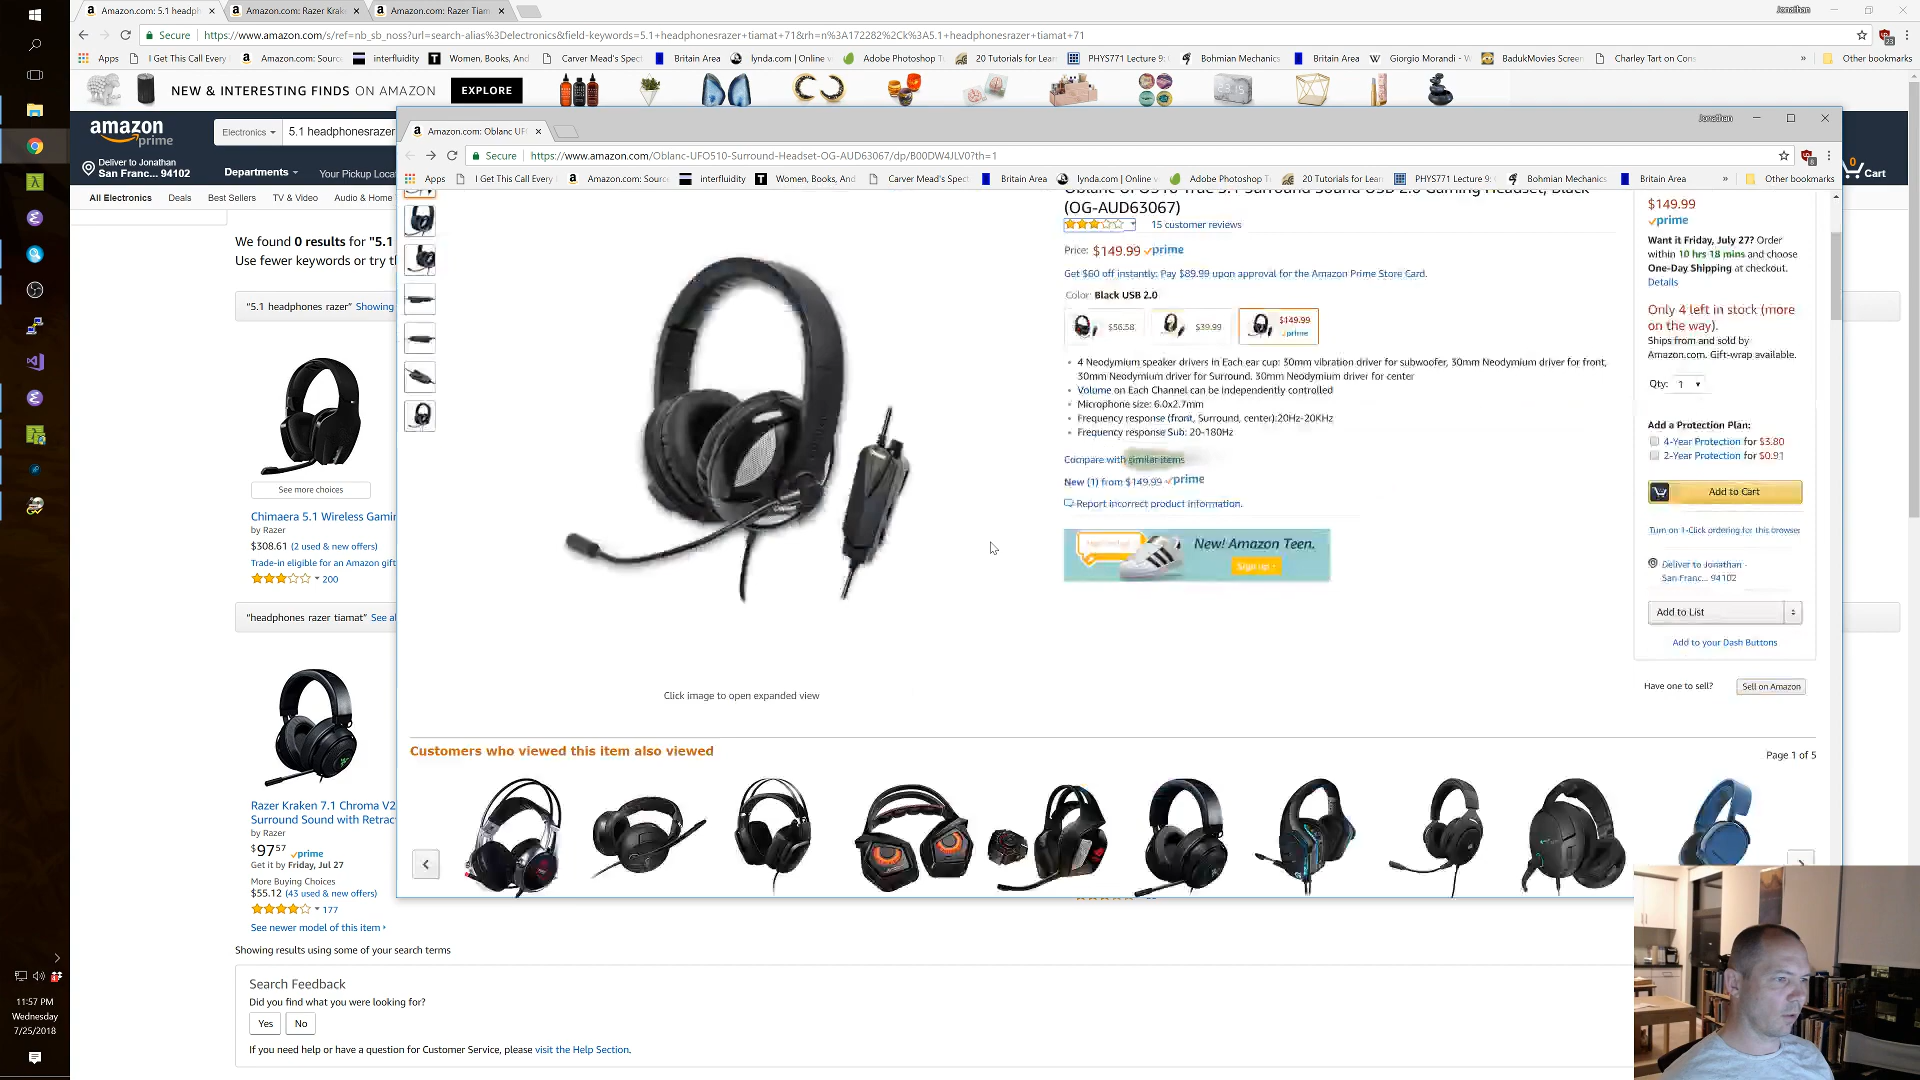 Amazon.com: 5.1 headph
Amazon.com: Razer Krak
Amazon.com: Razer Tiam
Jonathan
Secure
https://www.amazon.com/s/ref=nb_sb_noss?url=search-alias%3Delectronics&field-keywords=5.1+headphonesrazer+tiamat+71&rh=n%3A172282%2Ck%3A5.1+headphonesrazer+tiamat+71
Apps I Get This Call Every Amazon.com: Sourc interfluidity Women, Books, And Carver Mead's Spect Britain Area lynda.com | Online v Adobe Photoshop Tu 20 Tutorials for Lea PHYS771 Lecture 9: Bohmian Mechanics Britain Area Giorgio Morandi - W BadukMovies Screen Charley Tart on Cons » Other bookmarks
NEW & INTERESTING FINDS ON AMAZON EXPLORE
amazon prime
Electronics
5.1 headphonesrazer
Deliver to Jonathan
San Franc... 94102
Departments
Your Pickup Loca
0
Cart
All Electronics Deals Best Sellers TV & Video Audio & Home
We found 0 results for "5.1
Use fewer keywords or try th
"5.1 headphones razer" Showing
See more choices
Chimaera 5.1 Wireless Gamin
by Razer
$308.61 (2 used & new offers)
Trade-in eligible for an Amazon gift
200
"headphones razer tiamat" See al
Razer Kraken 7.1 Chroma V2
Surround Sound with Retrac
by Razer
$97 57 prime
Get it by Friday, Jul 27
More Buying Choices
$55.12 (43 used & new offers)
177
See newer model of this item
Showing results using some of your search terms
Search Feedback
Did you find what you were looking for?
Yes No
If you need help or have a question for Customer Service, please visit the Help Section.
Amazon.com: Oblanc UFO
Jonathan
Secure
https://www.amazon.com/Oblanc-UFO510-Surround-Headset-OG-AUD63067/dp/B00DW4JLV0?th=1
Apps I Get This Call Every Amazon.com: Sourc interfluidity Women, Books, And Carver Mead's Spect Britain Area lynda.com | Online v Adobe Photoshop Tu 20 Tutorials for Lea PHYS771 Lecture 9: Bohmian Mechanics Britain Area » Other bookmarks
Oblanc UFO510 True 5.1 Surround Sound USB 2.0 Gaming Headset, Black
(OG-AUD63067)
15 customer reviews
Price: $149.99 prime
Get $60 off instantly: Pay $89.99 upon approval for the Amazon Prime Store Card.
Color: Black USB 2.0
$56.58
$39.99
$149.99
prime
4 Neodymium speaker drivers in Each ear cup: 30mm vibration driver for subwoofer, 30mm Neodymium driver for front,
30mm Neodymium driver for Surround. 30mm Neodymium driver for center
Volume on Each Channel can be independently controlled
Microphone size: 6.0x2.7mm
Frequency response (front, Surround, center):20Hz-20KHz
Frequency response Sub: 20-180Hz
Compare with similar items
New (1) from $149.99 prime
Report incorrect product information.
New! Amazon Teen.
Sign up
Click image to open expanded view
$149.99
prime
Want it Friday, July 27? Order
within 10 hrs 18 mins and choose
One-Day Shipping at checkout.
Details
Only 4 left in stock (more
on the way).
Ships from and sold by
Amazon.com. Gift-wrap available.
Qty: 1
Add a Protection Plan:
4-Year Protection for $3.80
2-Year Protection for $0.91
Add to Cart
Turn on 1-Click ordering for this browser
Deliver to Jonathan -
San Franc... 94102
Add to List
Add to your Dash Buttons
Have one to sell? Sell on Amazon
Customers who viewed this item also viewed
Page 1 of 5
11:57 PM
Wednesday
7/25/2018